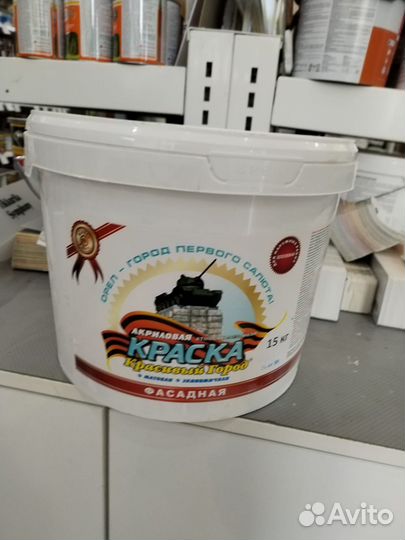 ОРЕЛ - ГОРОД ПЕРВОГО САЛЮТА!
АКРИЛОВАЯ
КРАСКА
Красивый Город
15 кг
ФАСАДНАЯ
Avito